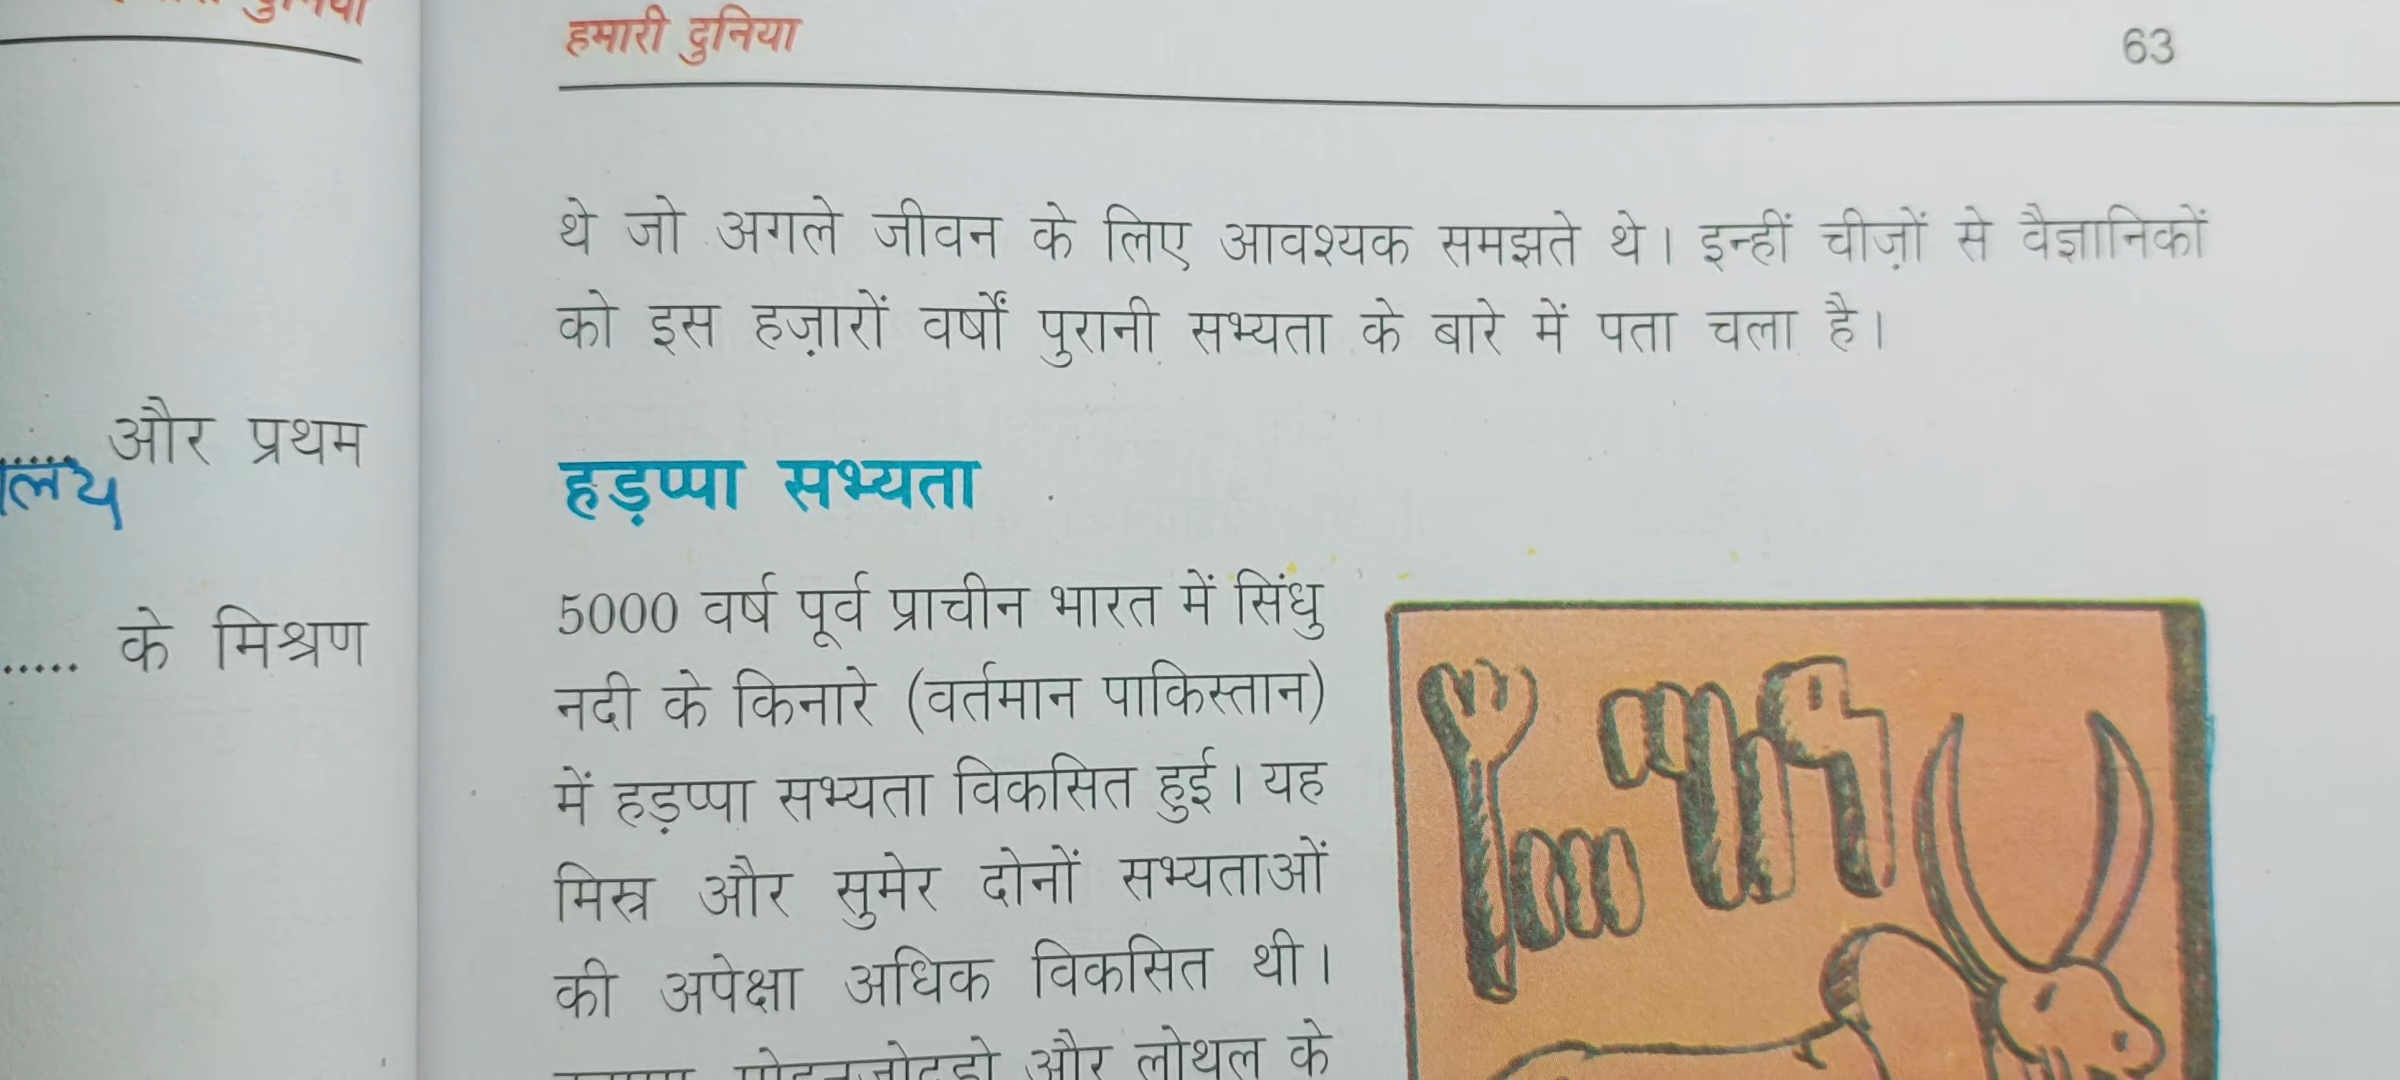 हमारी दुनिया
63
और प्रथम
लय
..... के मिश्रण
थे जो अगले जीवन के लिए आवश्यक समझते थे। इन्हीं चीज़ों से वैज्ञानिकों
को इस हज़ारों वर्षों पुरानी सभ्यता के बारे में पता चला है।
हड़प्पा सभ्यता
5000 वर्ष पूर्व प्राचीन भारत में सिंधु
नदी के किनारे (वर्तमान पाकिस्तान)
में हड़प्पा सभ्यता विकसित हुई। यह
मिस्र और सुमेर दोनों सभ्यताओं
की अपेक्षा अधिक विकसित थी।
और लोथल के